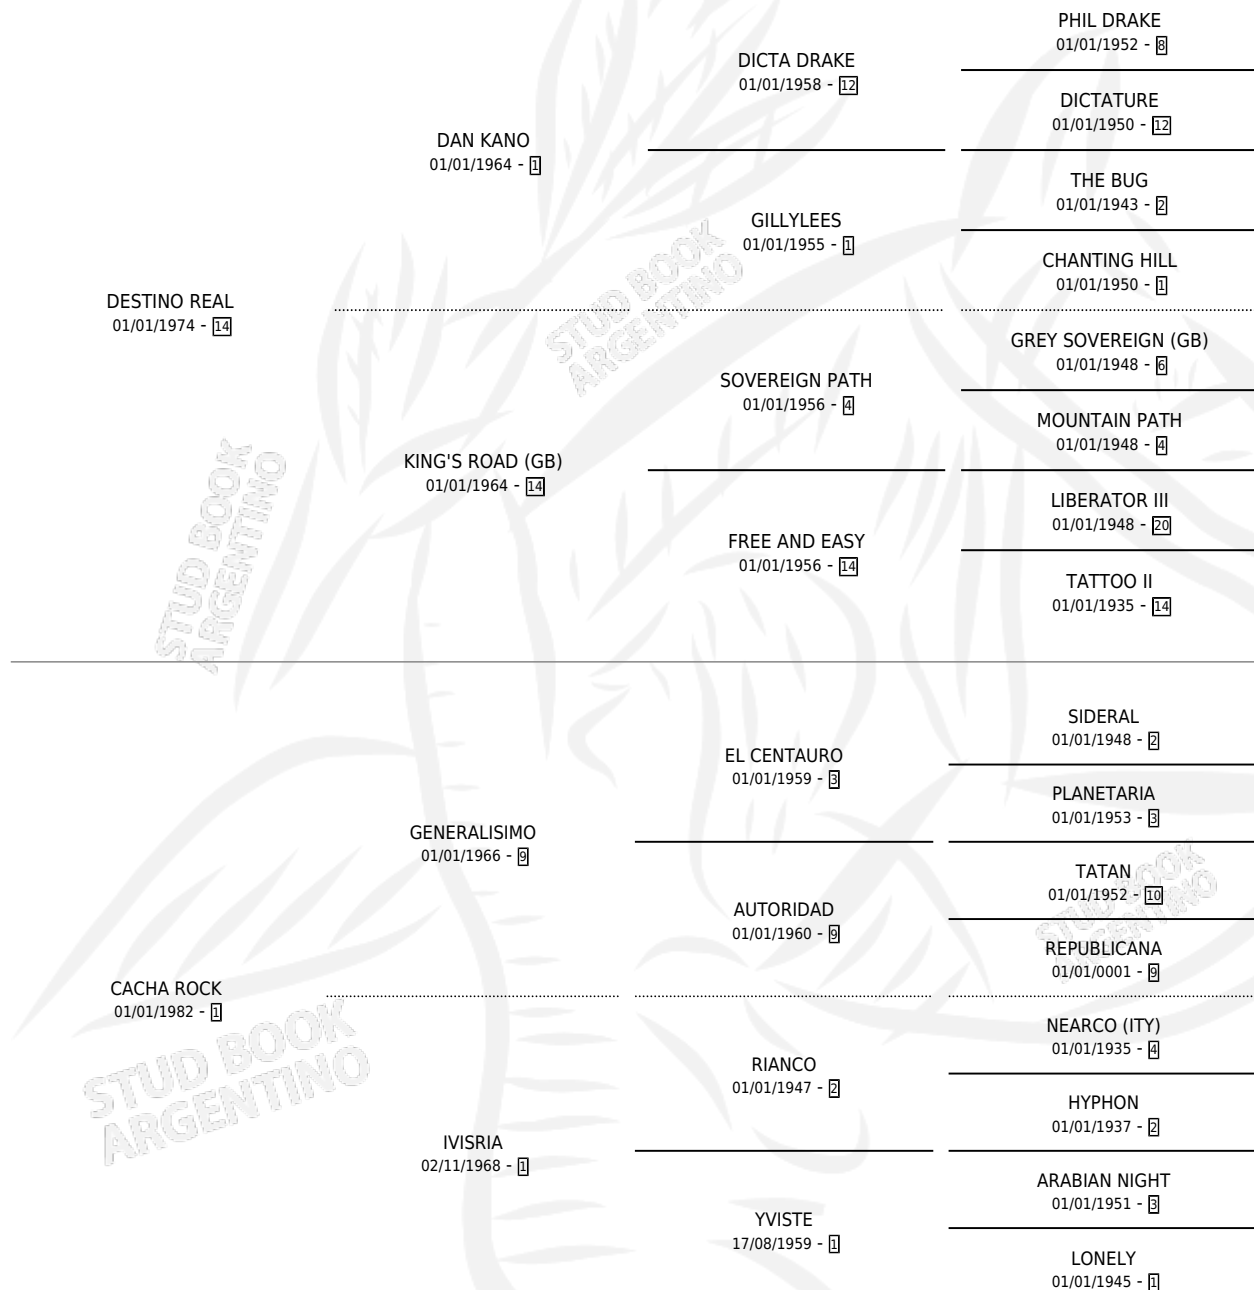 PHIL DRAKE
01/01/1952 - 8
DICTA DRAKE
01/01/1958 - 12
DICTATURE
01/01/1950 - 12
DAN KANO
01/01/1964 - 1
THE BUG
01/01/1943 - 2
GILLYLEES
01/01/1955 - 1
CHANTING HILL
01/01/1950 - 1
DESTINO REAL
01/01/1974 - 14
GREY SOVEREIGN (GB)
01/01/1948 - 6
SOVEREIGN PATH
01/01/1956 - 4
MOUNTAIN PATH
01/01/1948 - 4
KING'S ROAD (GB)
01/01/1964 - 14
LIBERATOR III
01/01/1948 - 20
FREE AND EASY
01/01/1956 - 14
TATTOO II
01/01/1935 - 14
SIDERAL
01/01/1948 - 2
EL CENTAURO
01/01/1959 - 3
PLANETARIA
01/01/1953 - 3
GENERALISIMO
01/01/1966 - 9
TATAN
01/01/1952 - 10
AUTORIDAD
01/01/1960 - 9
REPUBLICANA
01/01/0001 - 9
CACHA ROCK
01/01/1982 - 1
NEARCO (ITY)
01/01/1935 - 4
RIANCO
01/01/1947 - 2
HYPHON
01/01/1937 - 2
IVISRIA
02/11/1968 - 1
ARABIAN NIGHT
01/01/1951 - 3
YVISTE
17/08/1959 - 1
LONELY
01/01/1945 - 1
STUD BOOK
ARGENTINO
STUD BOOK
ARGENTINO
STUD BOOK
ARGENTINO
STUD BOOK
ARGENTINO